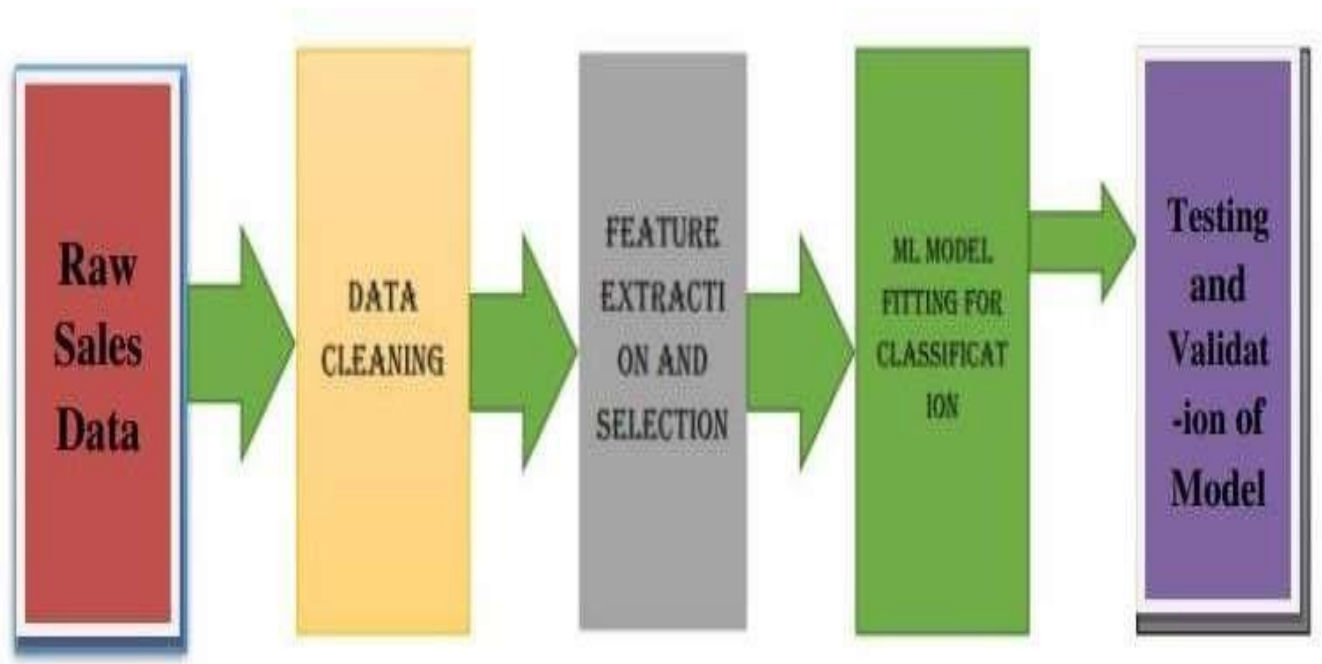 Raw
Sales
Data
DATA
CLEANING
FEATURE
EXTRACTI
ON AND
SELECTION
ML MODEL
FITTING FOR
CLASSIFICAT
ION
Testing
and
Validat
-ion of
Model